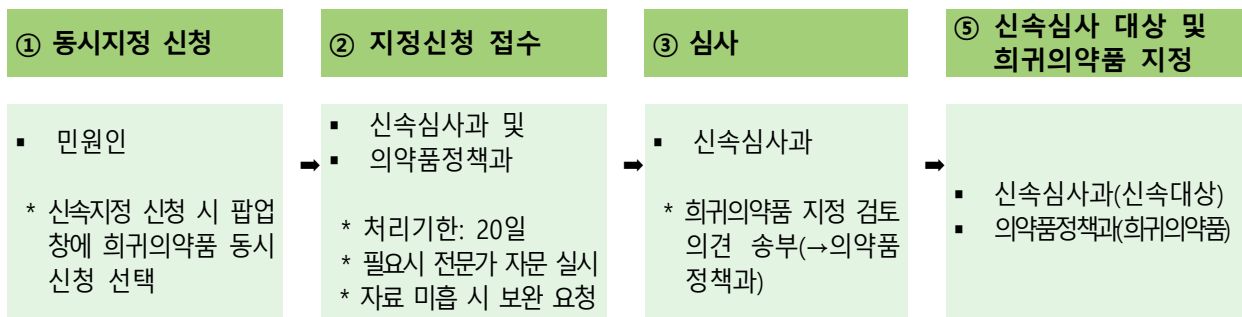 ① 동시지정 신청
▪ 민원인
* 신속지정 신청 시 팝업
창에 희귀의약품 동시
신청 선택
➡
② 지정신청 접수
▪ 신속심사과 및
▪ 의약품정책과
* 처리기한: 20일
* 필요시 전문가 자문 실시
* 자료 미흡 시 보완 요청
➡
③ 심사
▪ 신속심사과
* 희귀의약품 지정 검토
의견 송부(→의약품
정책과)
➡
⑤ 신속심사 대상 및
희귀의약품 지정
▪ 신속심사과(신속대상)
▪ 의약품정책과(희귀의약품)